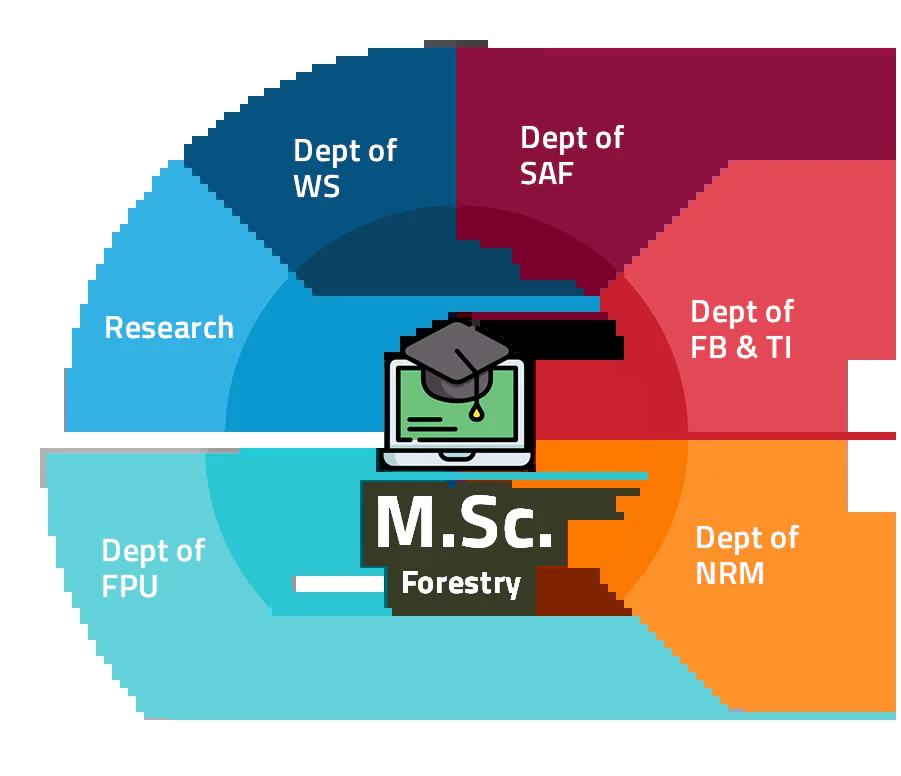 Dept of
WS
Dept of
SAF
Research
Dept of
FB & TI
M.Sc.
Forestry
Dept of
FPU
Dept of
NRM